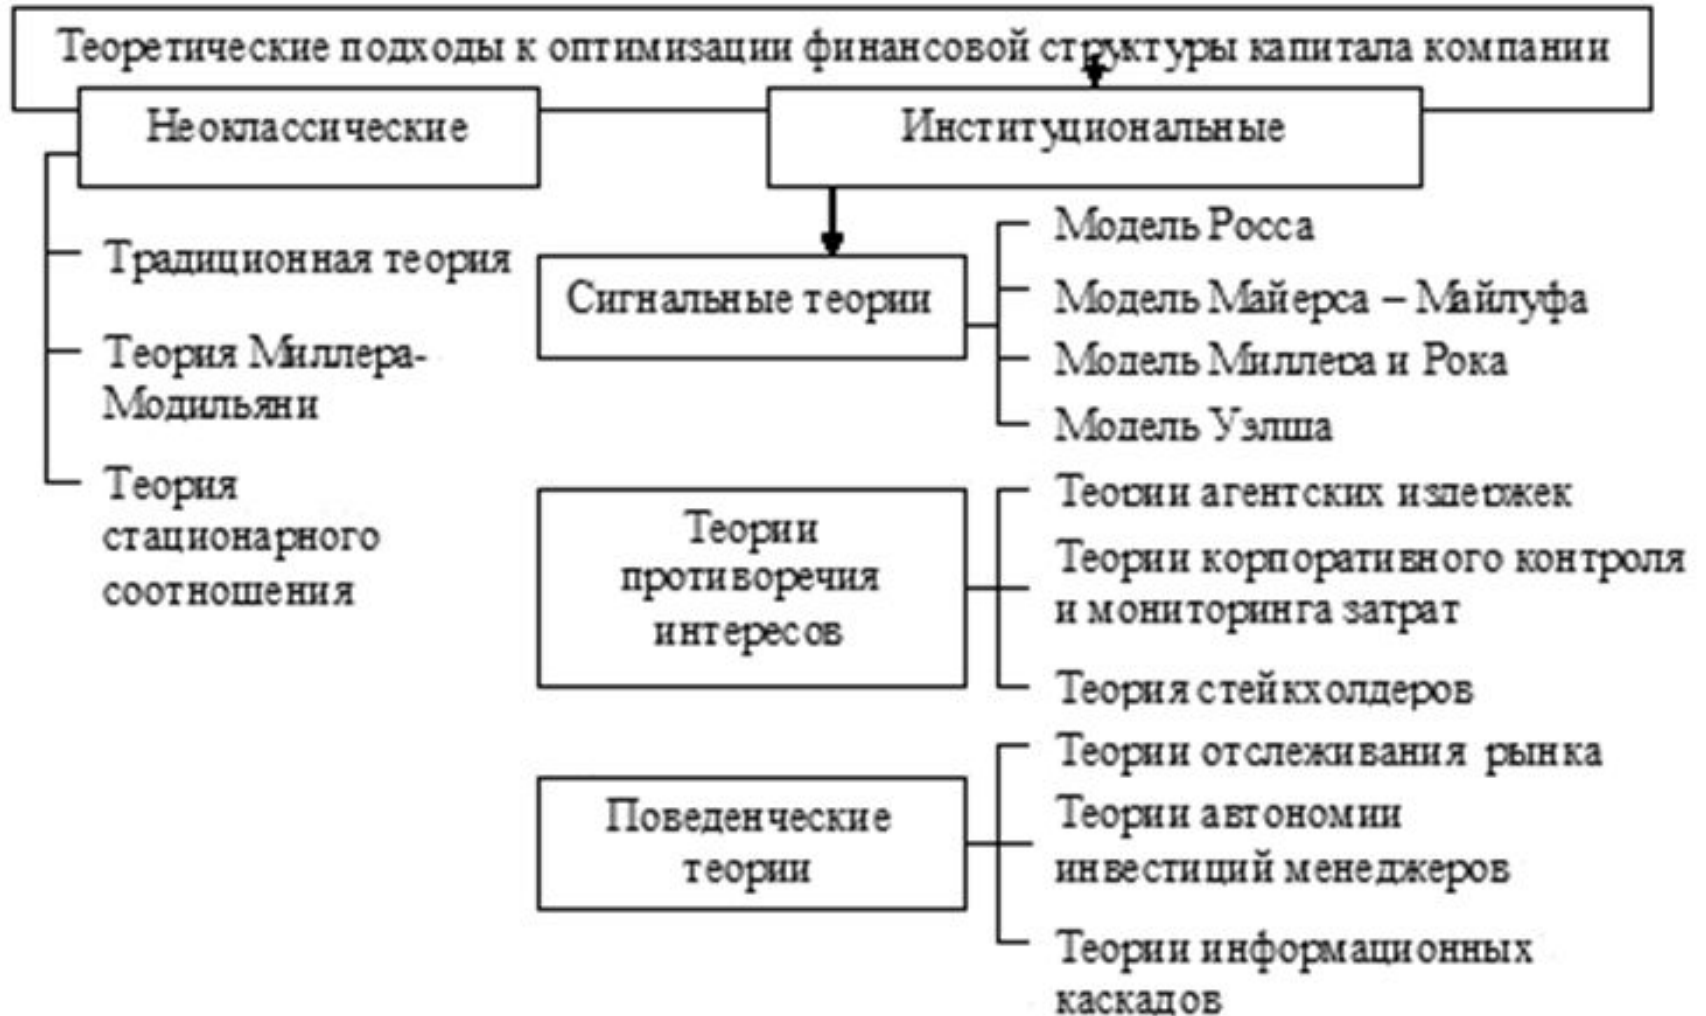 Теоретические подходы к оптимизации финансовой структуры капитала компании
Неоклассические
Институциональные
Традиционная теория
Теория Миллера-
Модильяни
Теория
стационарного
соотношения
Сигнальные теории
Модель Росса
Модель Майерса – Майлуфа
Модель Миллера и Рока
Модель Уэлша
Теории
противоречия
интересов
Теории агентских издержек
Теории корпоративного контроля
и мониторинга затрат
Теория стейкхолдеров
Поведенческие
теории
Теории отслеживания рынка
Теории автономии
инвестиций менеджеров
Теории информационных
каскадов